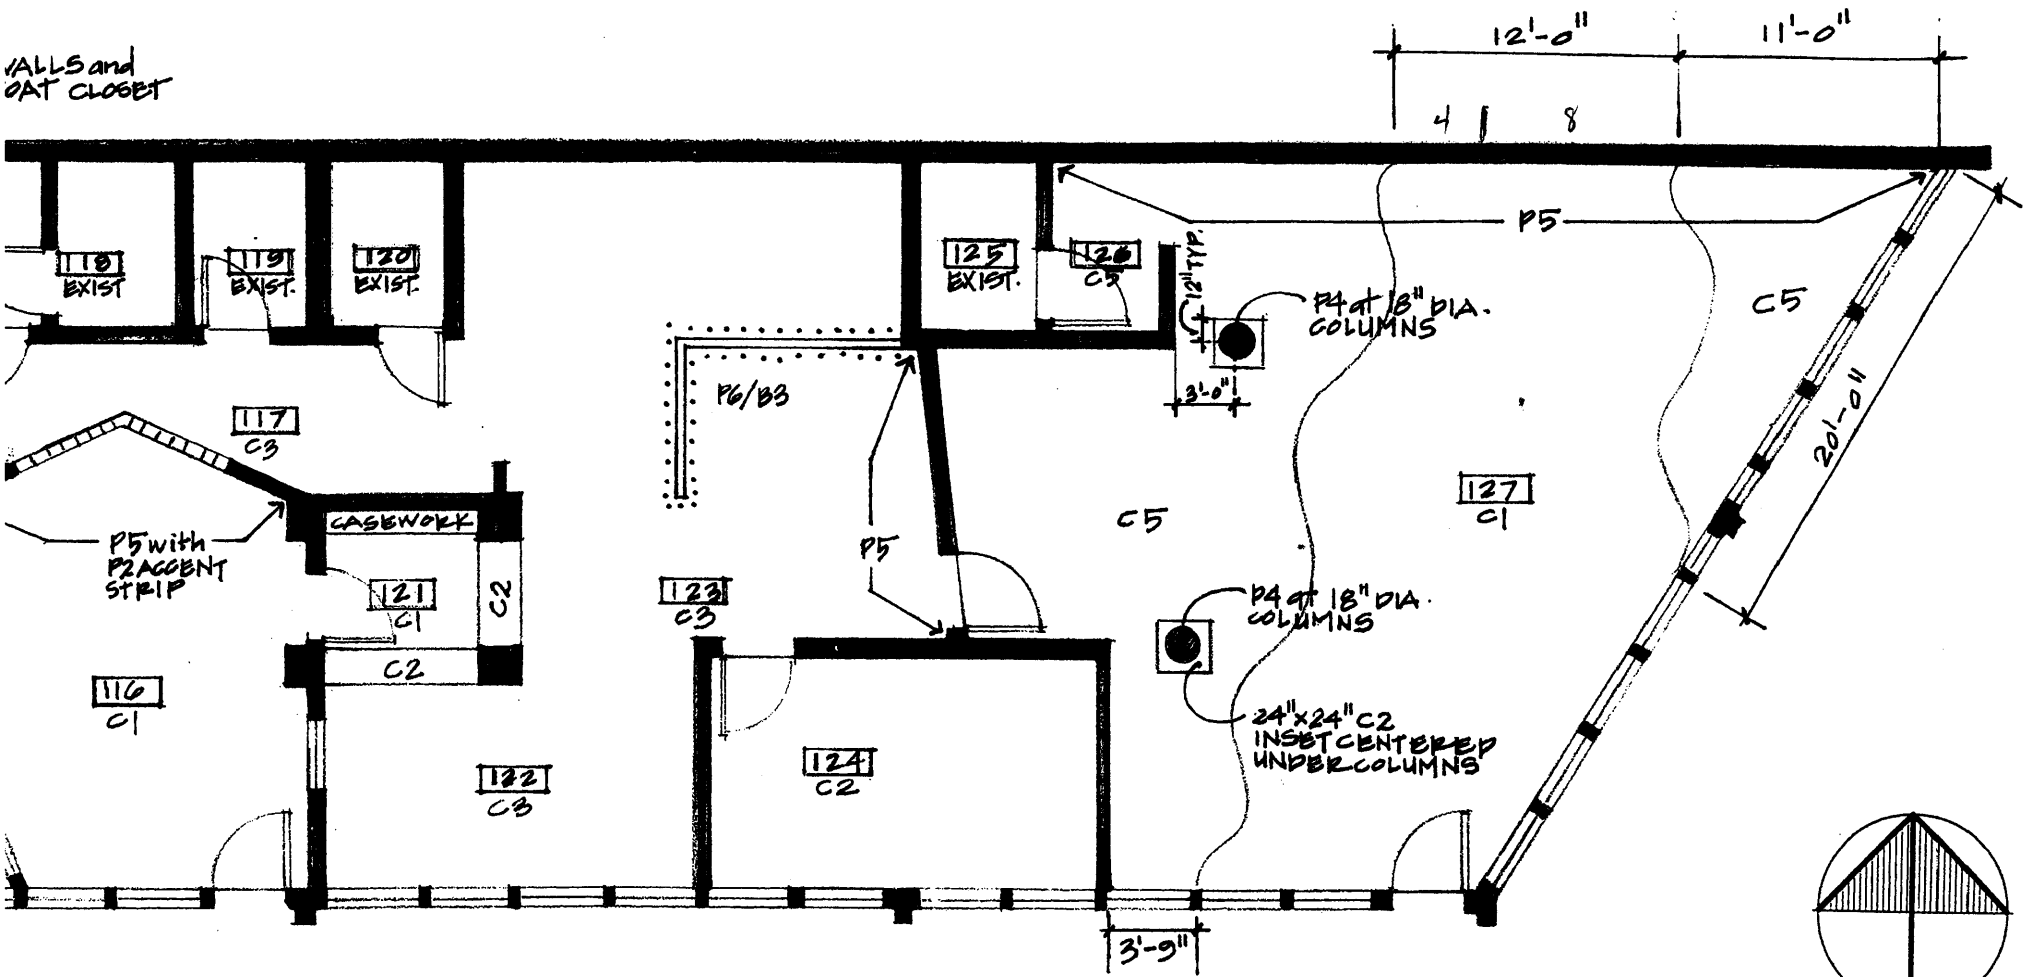 12'-0"
11'-0"
WALLS and
OAT CLOSET
4
8
P5
118
EXIST
119
EXIST.
120
EXIST.
125
EXIST.
126
C5
12" TYP.
P4 at 18" DIA.
COLUMNS
C5
3'-0"
P6/B3
20'-0"
117
C3
127
C1
C5
CASEWORK
P5 with
P2 ACCENT
STRIP
P5
121
C1
C2
123
C3
P4 at 18" DIA.
COLUMNS
C2
116
C1
24"x24" C2
INSET CENTERED
UNDER COLUMNS
122
C3
124
C2
3'-9"